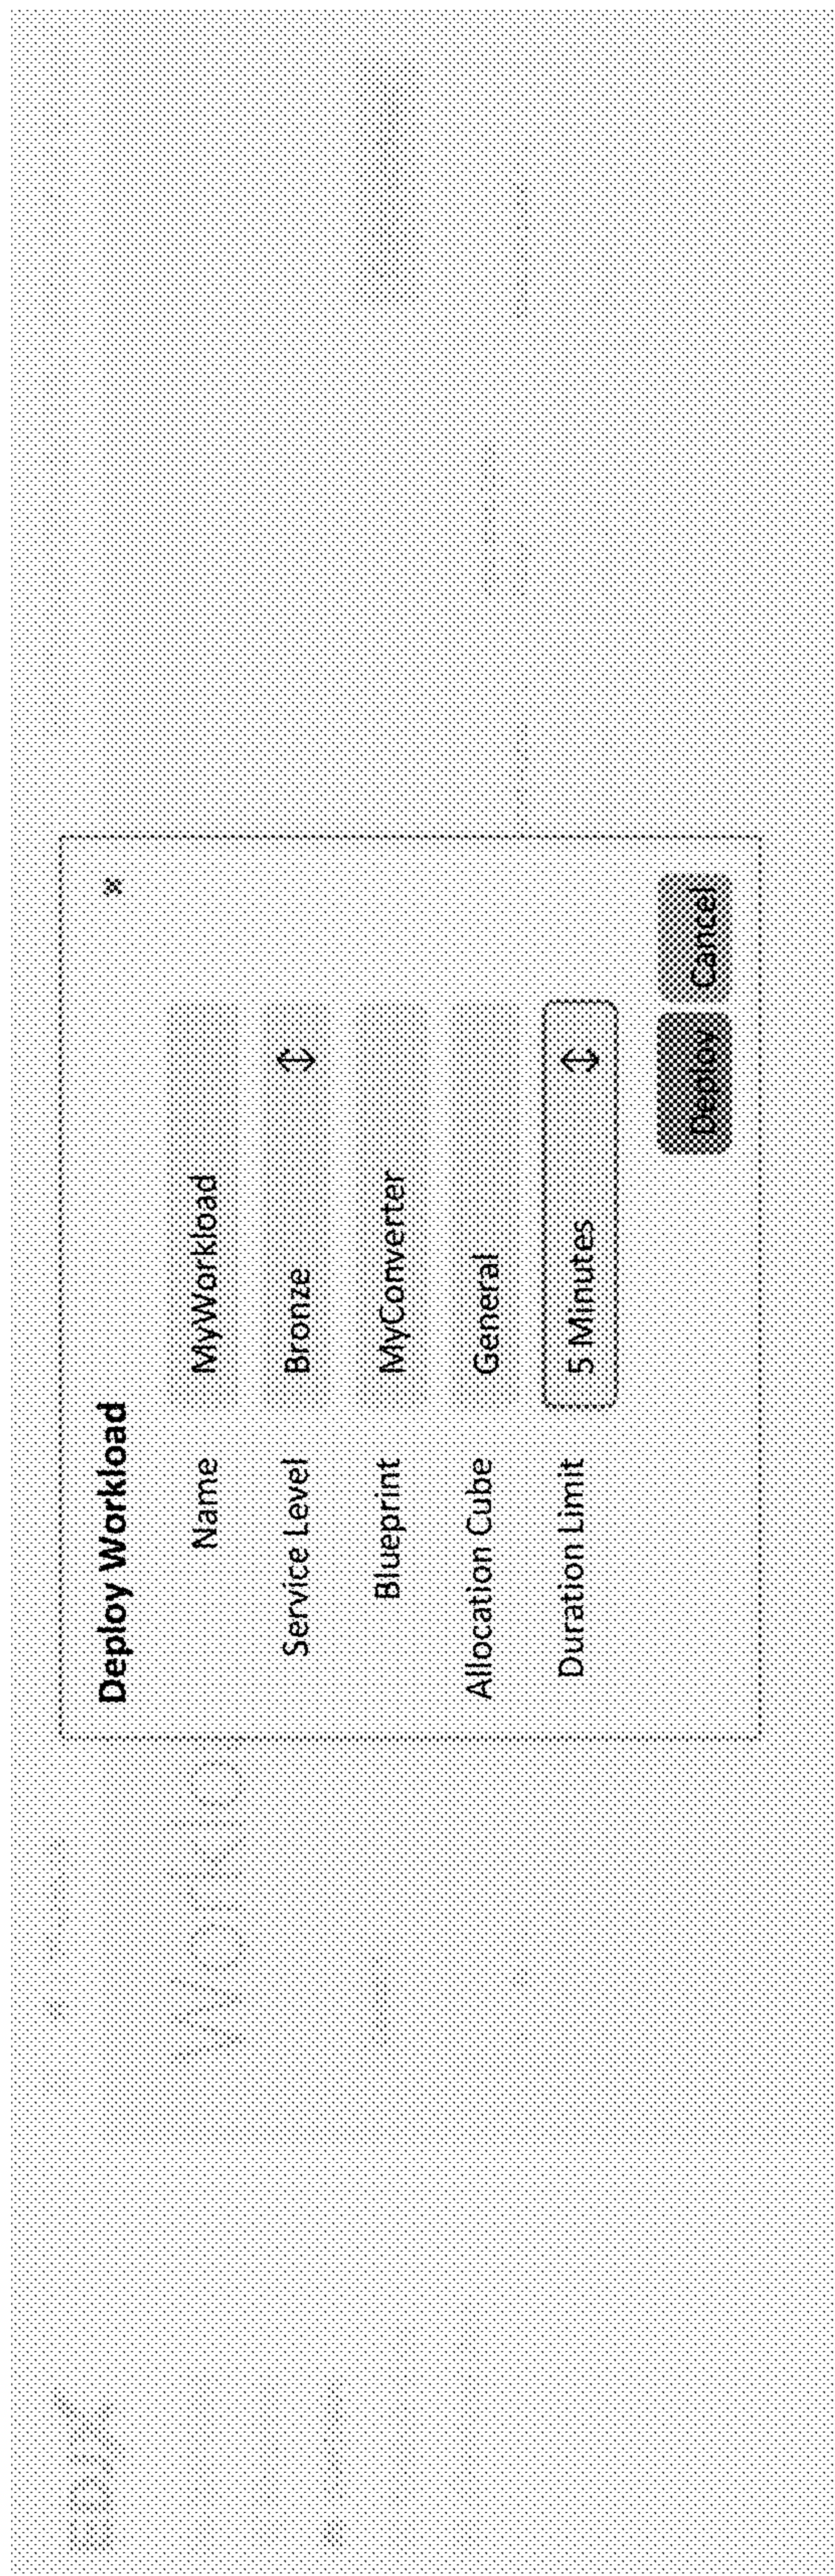 Deploy Workload ×
Name MyWorkload
Service Level Bronze
Blueprint MyConverter
Allocation Cube General
Duration Limit 5 Minutes
Deploy Cancel